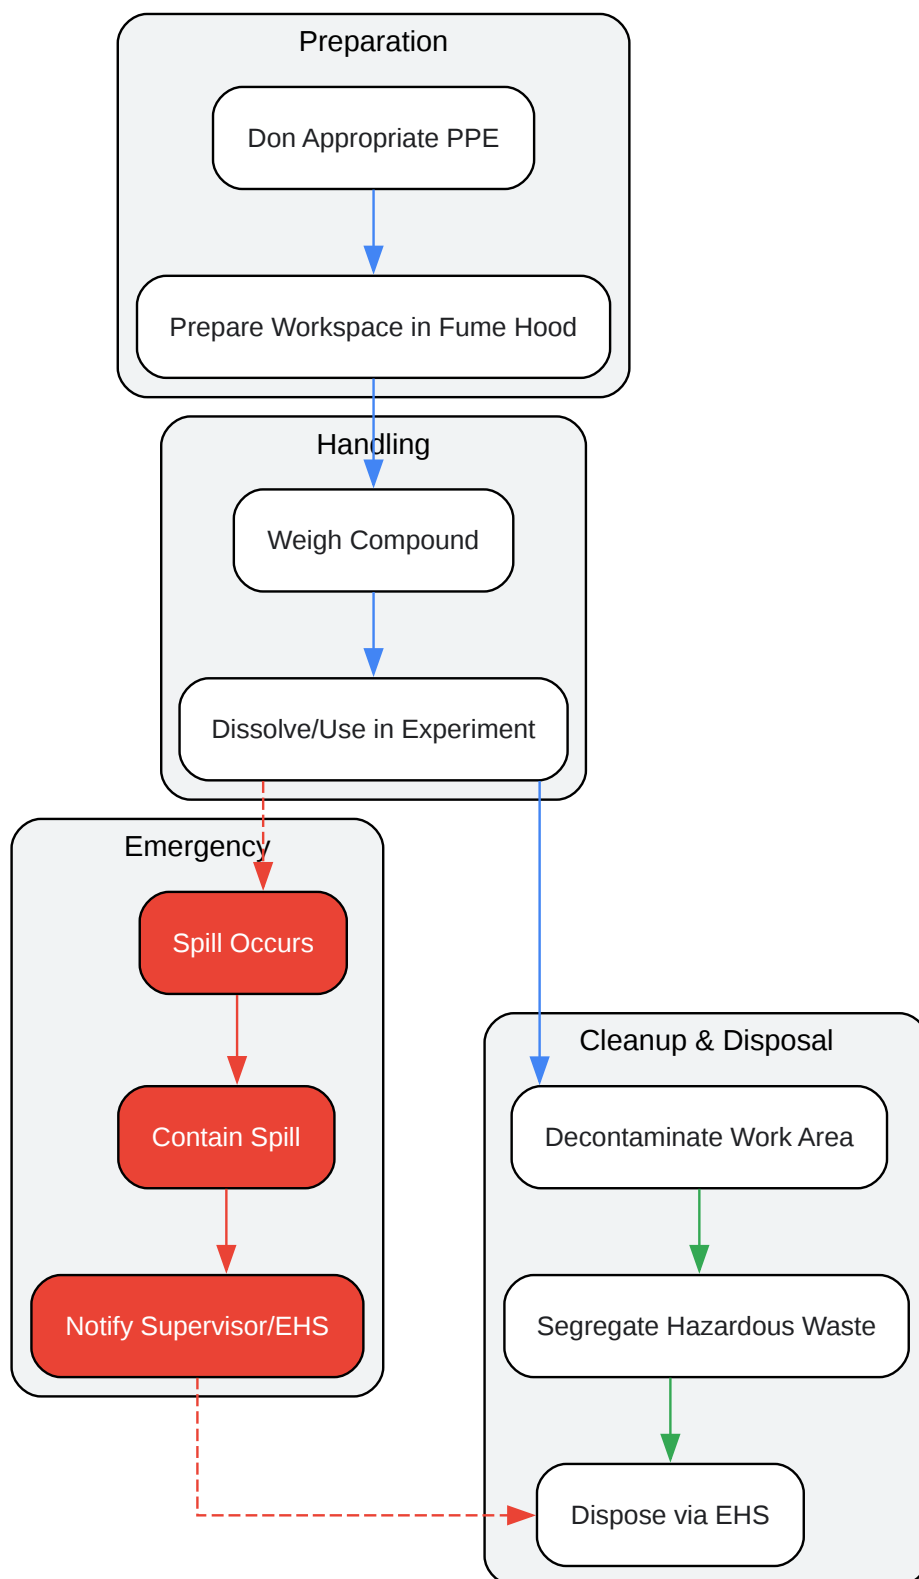 Preparation
Don Appropriate PPE
Prepare Workspace in Fume Hood
Handling
Weigh Compound
Dissolve/Use in Experiment
Emergency
Spill Occurs
Contain Spill
Notify Supervisor/EHS
Cleanup & Disposal
Decontaminate Work Area
Segregate Hazardous Waste
Dispose via EHS